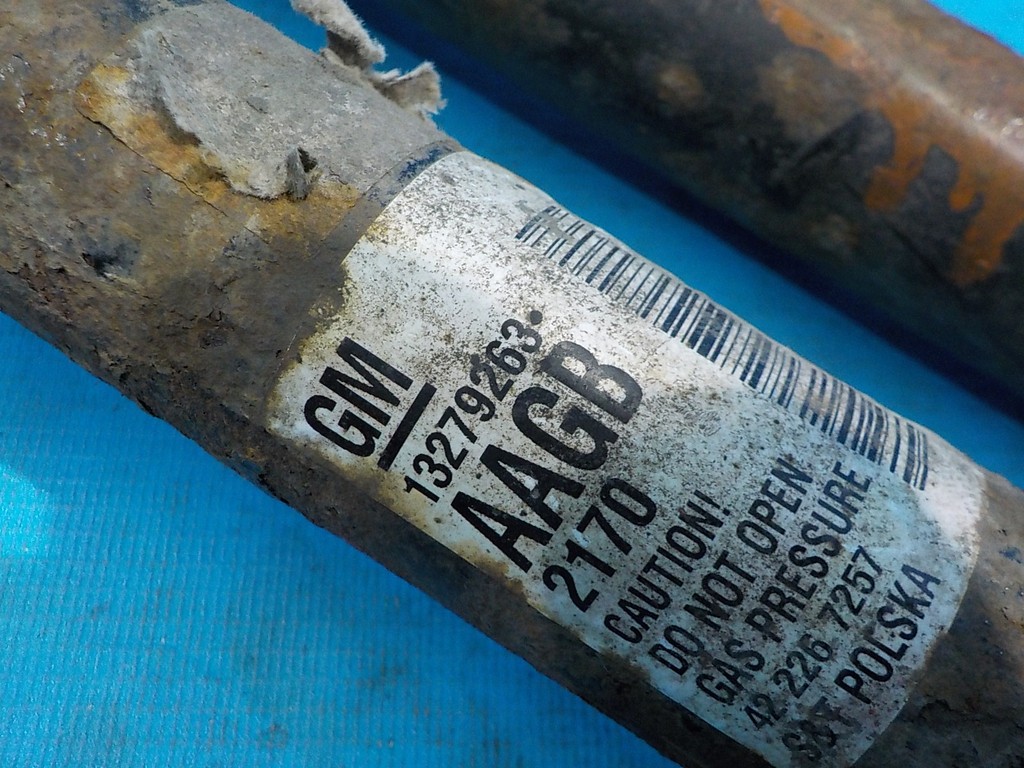 GM
13279263
AAGB
2170
CAUTION!
DO NOT OPEN
GAS PRESSURE
42 226 7257
POLSKA